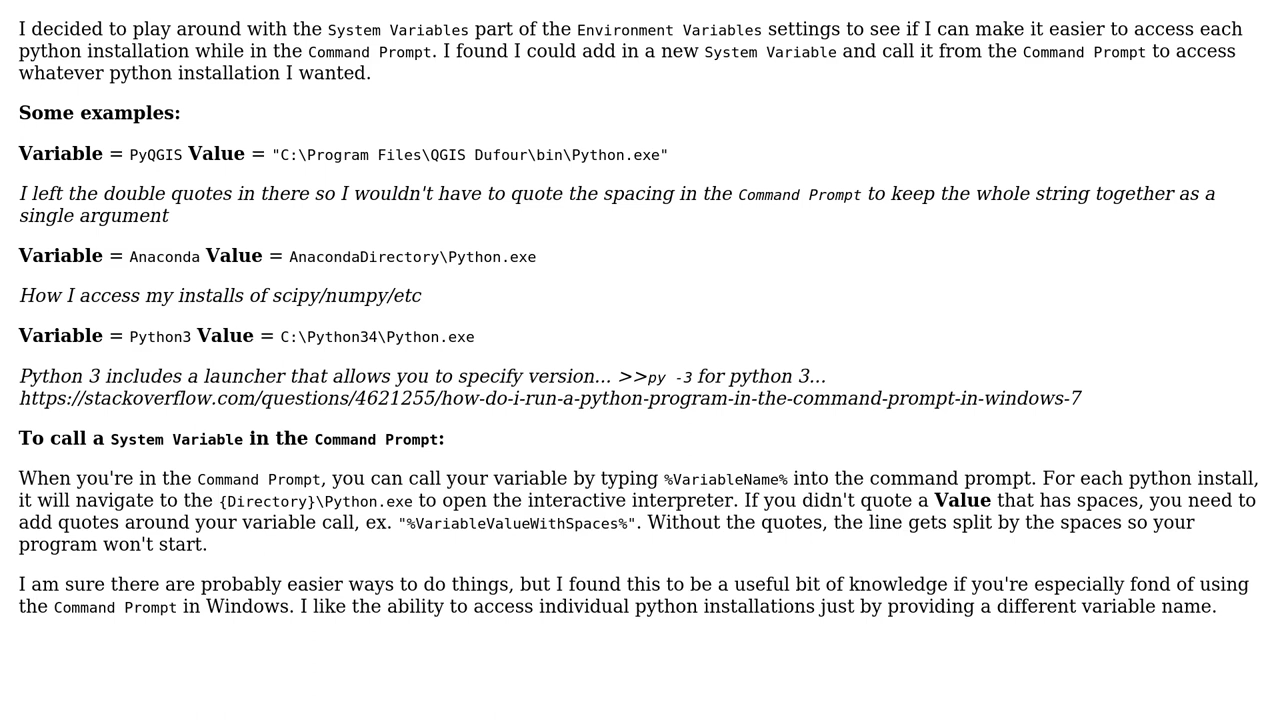 I decided to play around with the System Variables part of the Environment Variables settings to see if I can make it easier to access each
python installation while in the Command Prompt. I found I could add in a new System Variable and call it from the Command Prompt to access
whatever python installation I wanted.
Some examples:
Variable = PyQGIS Value = "C:\Program Files\QGIS Dufour\bin\Python.exe"
I left the double quotes in there so I wouldn't have to quote the spacing in the Command Prompt to keep the whole string together as a
single argument
Variable = Anaconda Value = AnacondaDirectory\Python.exe
How I access my installs of scipy/numpy/etc
Variable = Python3 Value = C:\Python34\Python.exe
Python 3 includes a launcher that allows you to specify version... >>py -3 for python 3...
https://stackoverflow.com/questions/4621255/how-do-i-run-a-python-program-in-the-command-prompt-in-windows-7
To call a System Variable in the Command Prompt:
When you're in the Command Prompt, you can call your variable by typing %VariableName% into the command prompt. For each python install,
it will navigate to the {Directory}\Python.exe to open the interactive interpreter. If you didn't quote a Value that has spaces, you need to
add quotes around your variable call, ex. "%VariableValueWithSpaces%". Without the quotes, the line gets split by the spaces so your
program won't start.
I am sure there are probably easier ways to do things, but I found this to be a useful bit of knowledge if you're especially fond of using
the Command Prompt in Windows. I like the ability to access individual python installations just by providing a different variable name.